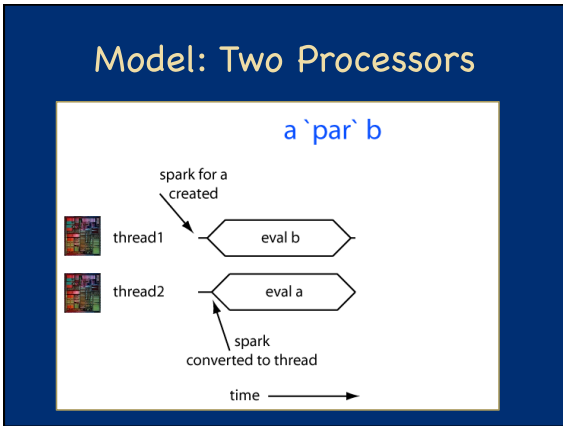 Model: Two Processors
a `par` b
spark for a
created
thread1
eval b
thread2
eval a
spark
converted to thread
time